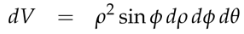 dV = ρ² sin ϕ dρ dϕ dθ